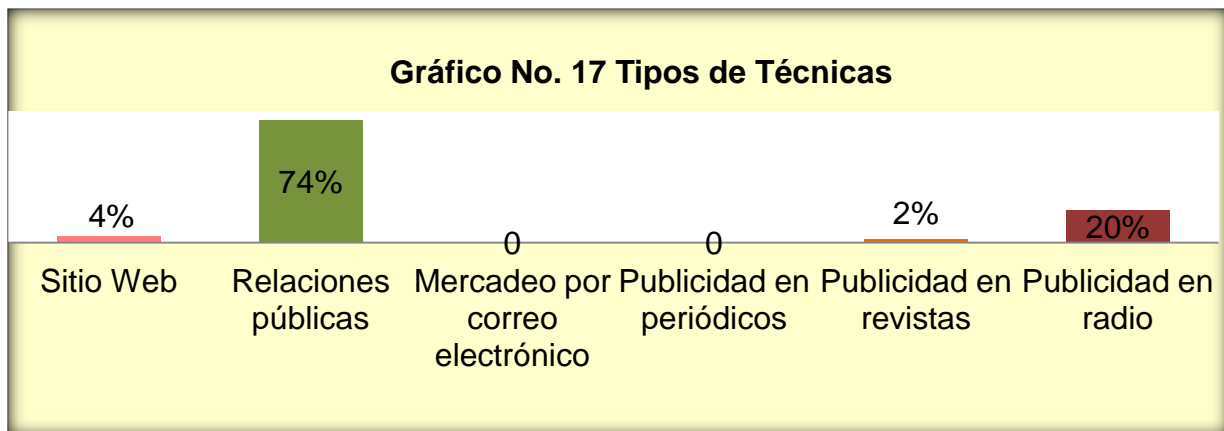 Gráfico No. 17 Tipos de Técnicas
4%
74%
0
0
2%
20%
Sitio Web
Relaciones
públicas
Mercadeo por
correo
electrónico
Publicidad en
periódicos
Publicidad en
revistas
Publicidad en
radio